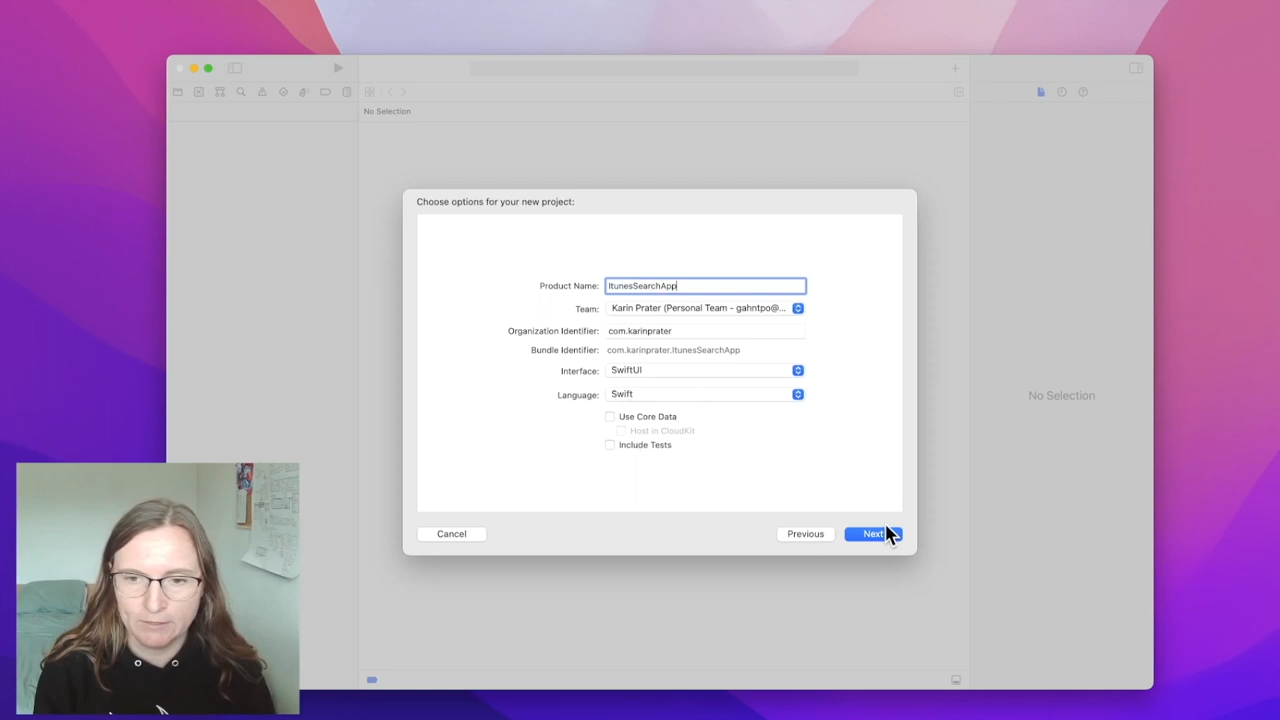 No Selection
Choose options for your new project:
Product Name: ItunesSearchApp
Team: Karin Prater (Personal Team - gahntpo@...
Organization Identifier: com.karinprater
Bundle Identifier: com.karinprater.ItunesSearchApp
Interface: SwiftUI
Language: Swift
Use Core Data
Host in CloudKit
Include Tests
No Selection
Cancel
Previous
Next